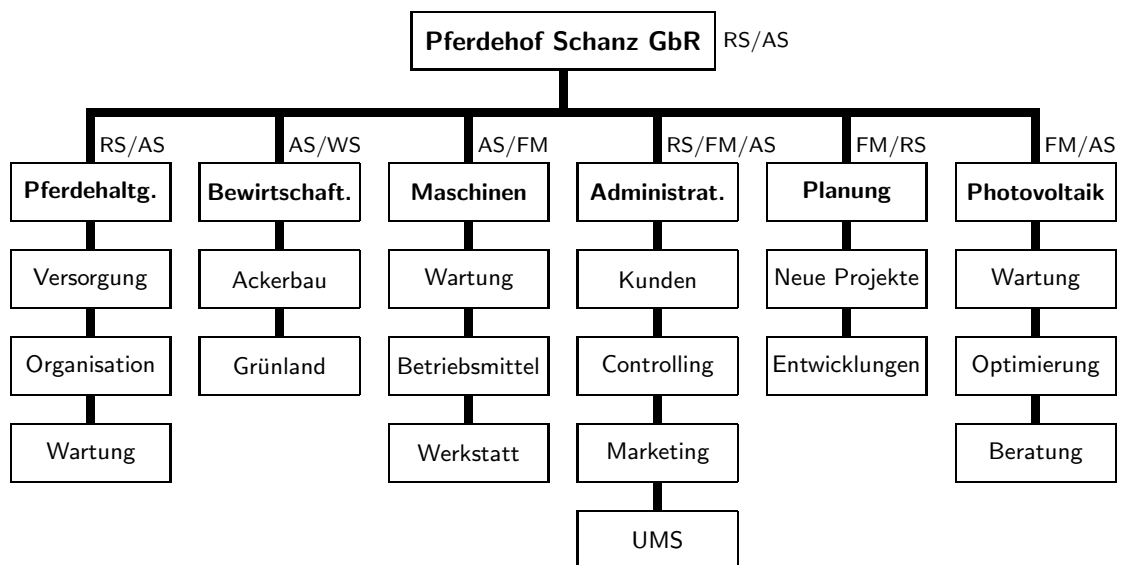 Pferdehof Schanz GbR RS/AS
RS/AS AS/WS AS/FM RS/FM/AS FM/RS FM/AS
Pferdehaltg. Bewirtschaft. Maschinen Administrat. Planung Photovoltaik
Versorgung Ackerbau Wartung Kunden Neue Projekte Wartung
Organisation Grünland Betriebsmittel Controlling Entwicklungen Optimierung
Wartung Werkstatt Marketing Beratung
UMS